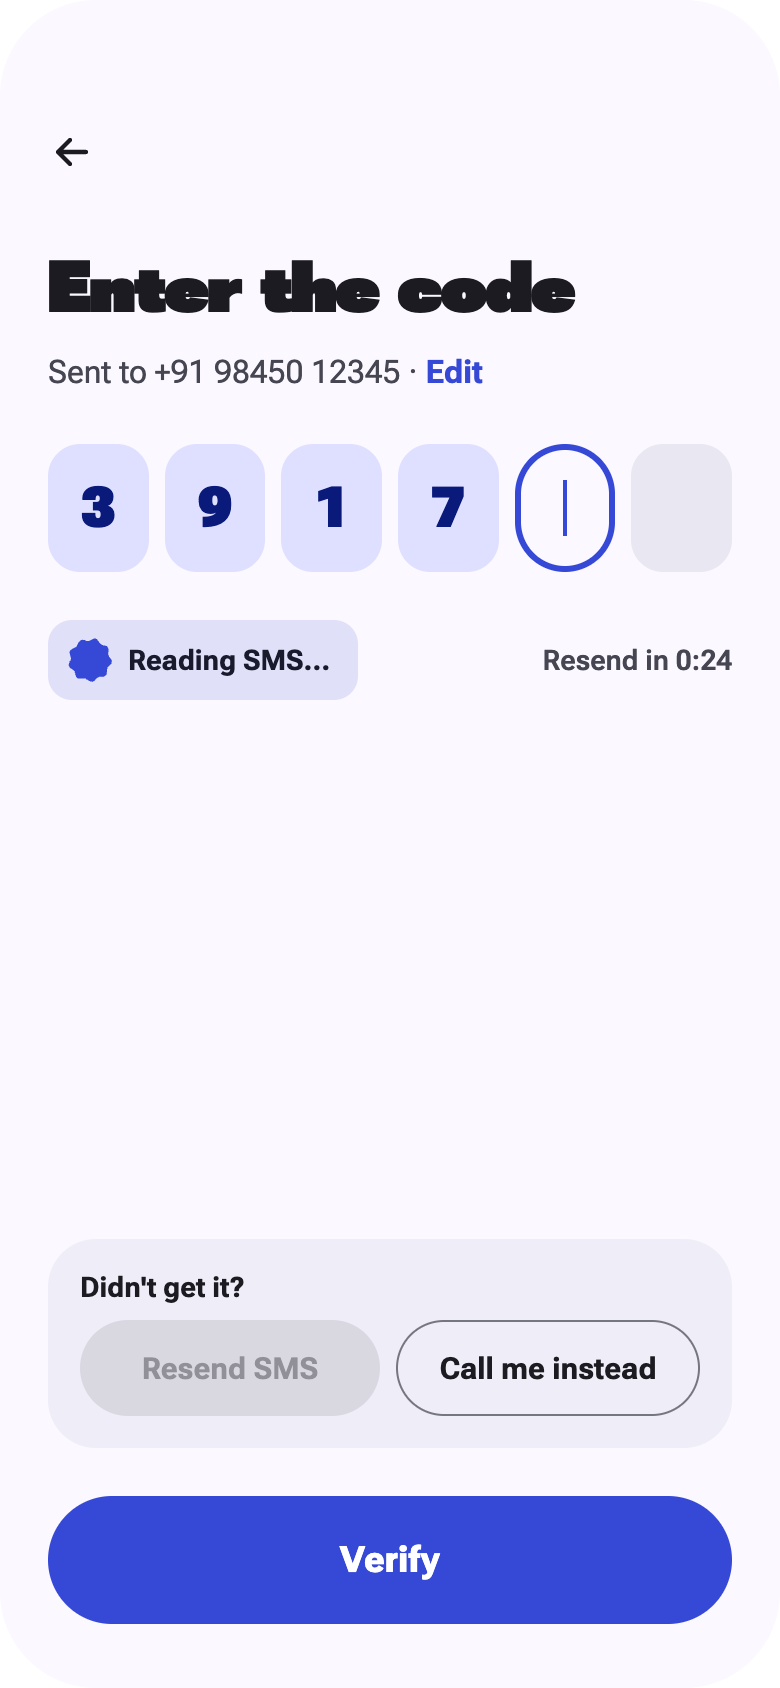 Enter the code
Sent to +91 98450 12345 · Edit
3 9 1 7
Reading SMS... Resend in 0:24
Didn't get it?
Resend SMS Call me instead
Verify